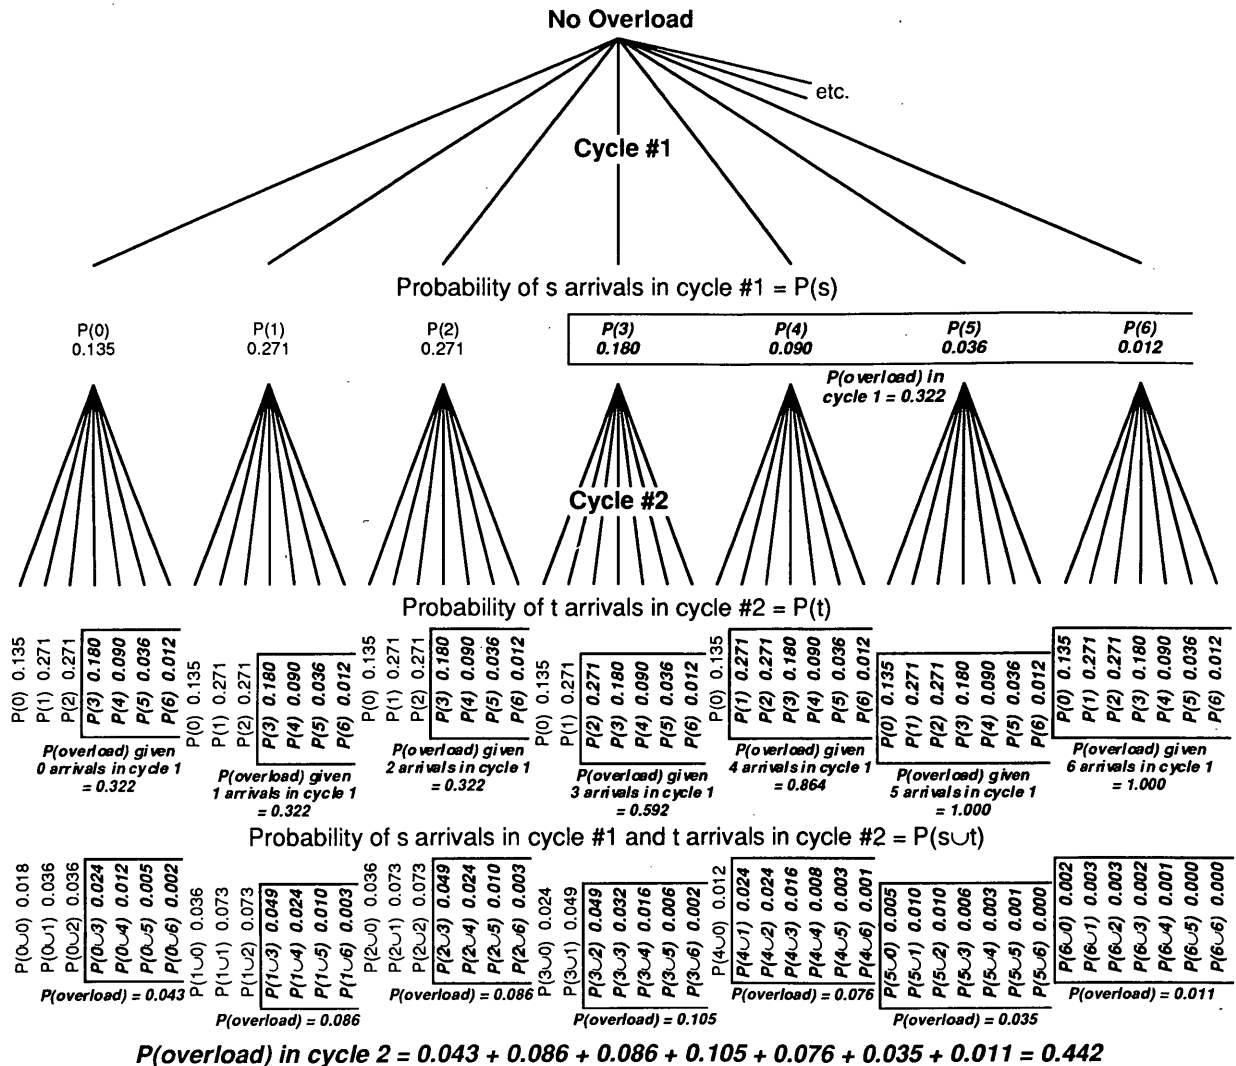 No Overload
etc.
Cycle #1
Probability of s arrivals in cycle #1 = P(s)
P(0) 0.135
P(1) 0.271
P(2) 0.271
P(3) 0.180
P(4) 0.090
P(5) 0.036
P(6) 0.012
P(overload) in
cycle 1 = 0.322
Cycle #2
Probability of t arrivals in cycle #2 = P(t)
P(0) 0.135
P(1) 0.271
P(2) 0.271
P(3) 0.180
P(4) 0.090
P(5) 0.036
P(6) 0.012
P(overload) given
0 arrivals in cycle 1
= 0.322
P(0) 0.135
P(1) 0.271
P(2) 0.271
P(3) 0.180
P(4) 0.090
P(5) 0.036
P(6) 0.012
P(overload) given
1 arrivals in cycle 1
= 0.322
P(0) 0.135
P(1) 0.271
P(2) 0.271
P(3) 0.180
P(4) 0.090
P(5) 0.036
P(6) 0.012
P(overload) given
2 arrivals in cycle 1
= 0.322
P(0) 0.135
P(1) 0.271
P(2) 0.271
P(3) 0.180
P(4) 0.090
P(5) 0.036
P(6) 0.012
P(overload) given
3 arrivals in cycle 1
= 0.592
P(0) 0.135
P(1) 0.271
P(2) 0.271
P(3) 0.180
P(4) 0.090
P(5) 0.036
P(6) 0.012
P(overload) given
4 arrivals in cycle 1
= 0.864
P(0) 0.135
P(1) 0.271
P(2) 0.271
P(3) 0.180
P(4) 0.090
P(5) 0.036
P(6) 0.012
P(overload) given
5 arrivals in cycle 1
= 1.000
P(0) 0.135
P(1) 0.271
P(2) 0.271
P(3) 0.180
P(4) 0.090
P(5) 0.036
P(6) 0.012
P(overload) given
6 arrivals in cycle 1
= 1.000
Probability of s arrivals in cycle #1 and t arrivals in cycle #2 = P(s∪t)
P(0∪0) 0.018
P(0∪1) 0.036
P(0∪2) 0.036
P(0∪3) 0.024
P(0∪4) 0.012
P(0∪5) 0.005
P(0∪6) 0.002
P(overload) = 0.043
P(1∪0) 0.036
P(1∪1) 0.073
P(1∪2) 0.073
P(1∪3) 0.049
P(1∪4) 0.024
P(1∪5) 0.010
P(1∪6) 0.003
P(overload) = 0.086
P(2∪0) 0.036
P(2∪1) 0.073
P(2∪2) 0.073
P(2∪3) 0.049
P(2∪4) 0.024
P(2∪5) 0.010
P(2∪6) 0.003
P(overload) = 0.086
P(3∪0) 0.024
P(3∪1) 0.049
P(3∪2) 0.049
P(3∪3) 0.032
P(3∪4) 0.016
P(3∪5) 0.006
P(3∪6) 0.002
P(overload) = 0.105
P(4∪0) 0.012
P(4∪1) 0.024
P(4∪2) 0.024
P(4∪3) 0.016
P(4∪4) 0.008
P(4∪5) 0.003
P(4∪6) 0.001
P(overload) = 0.076
P(5∪0) 0.005
P(5∪1) 0.010
P(5∪2) 0.010
P(5∪3) 0.006
P(5∪4) 0.003
P(5∪5) 0.001
P(5∪6) 0.000
P(overload) = 0.035
P(6∪0) 0.002
P(6∪1) 0.003
P(6∪2) 0.003
P(6∪3) 0.002
P(6∪4) 0.001
P(6∪5) 0.000
P(6∪6) 0.000
P(overload) = 0.011
P(overload) in cycle 2 = 0.043 + 0.086 + 0.086 + 0.105 + 0.076 + 0.035 + 0.011 = 0.442